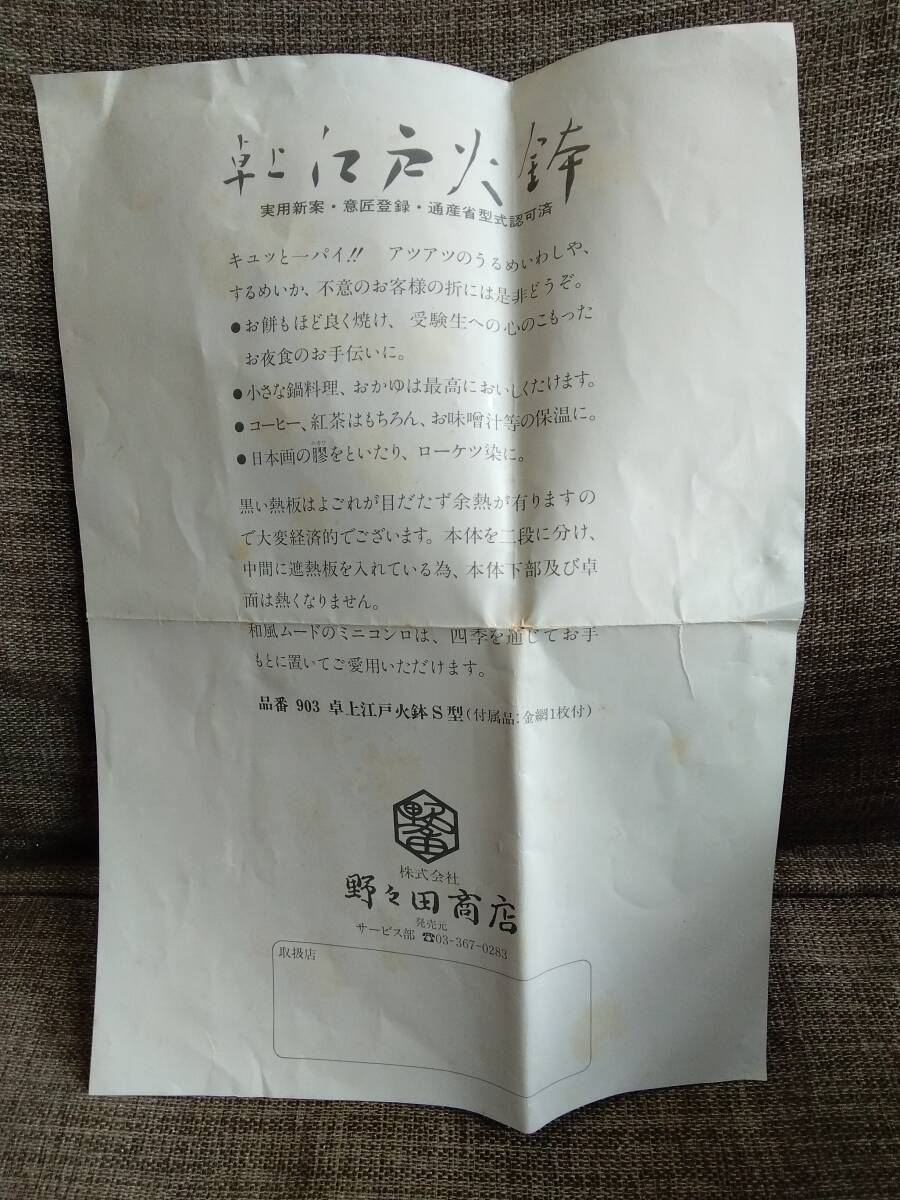 卓上江戸火鉢
実用新案・意匠登録・通産省型式認可済
キュッと一パイ!! アツアツのうるめいわしや、
するめいか、不意のお客様の折には是非どうぞ。
●お餅もほど良く焼け、受験生への心のこもった
お夜食のお手伝いに。
●小さな鍋料理、おかゆは最高においしくたけます。
●コーヒー、紅茶はもちろん、お味噌汁等の保温に。
●日本画の膠をといたり、ローケツ染に。
黒い熱板はよごれが目だたず余熱が有りますの
で大変経済的でございます。本体を二段に分け、
中間に遮熱板を入れている為、本体下部及び卓
面は熱くなりません。
和風ムードのミニコンロは、四季を通じてお手
もとに置いてご愛用いただけます。
品番 903 卓上江戸火鉢S型(付属品:金網1枚付)
株式会社
野々田商店
発売元
サービス部 ☎03-367-0283
取扱店